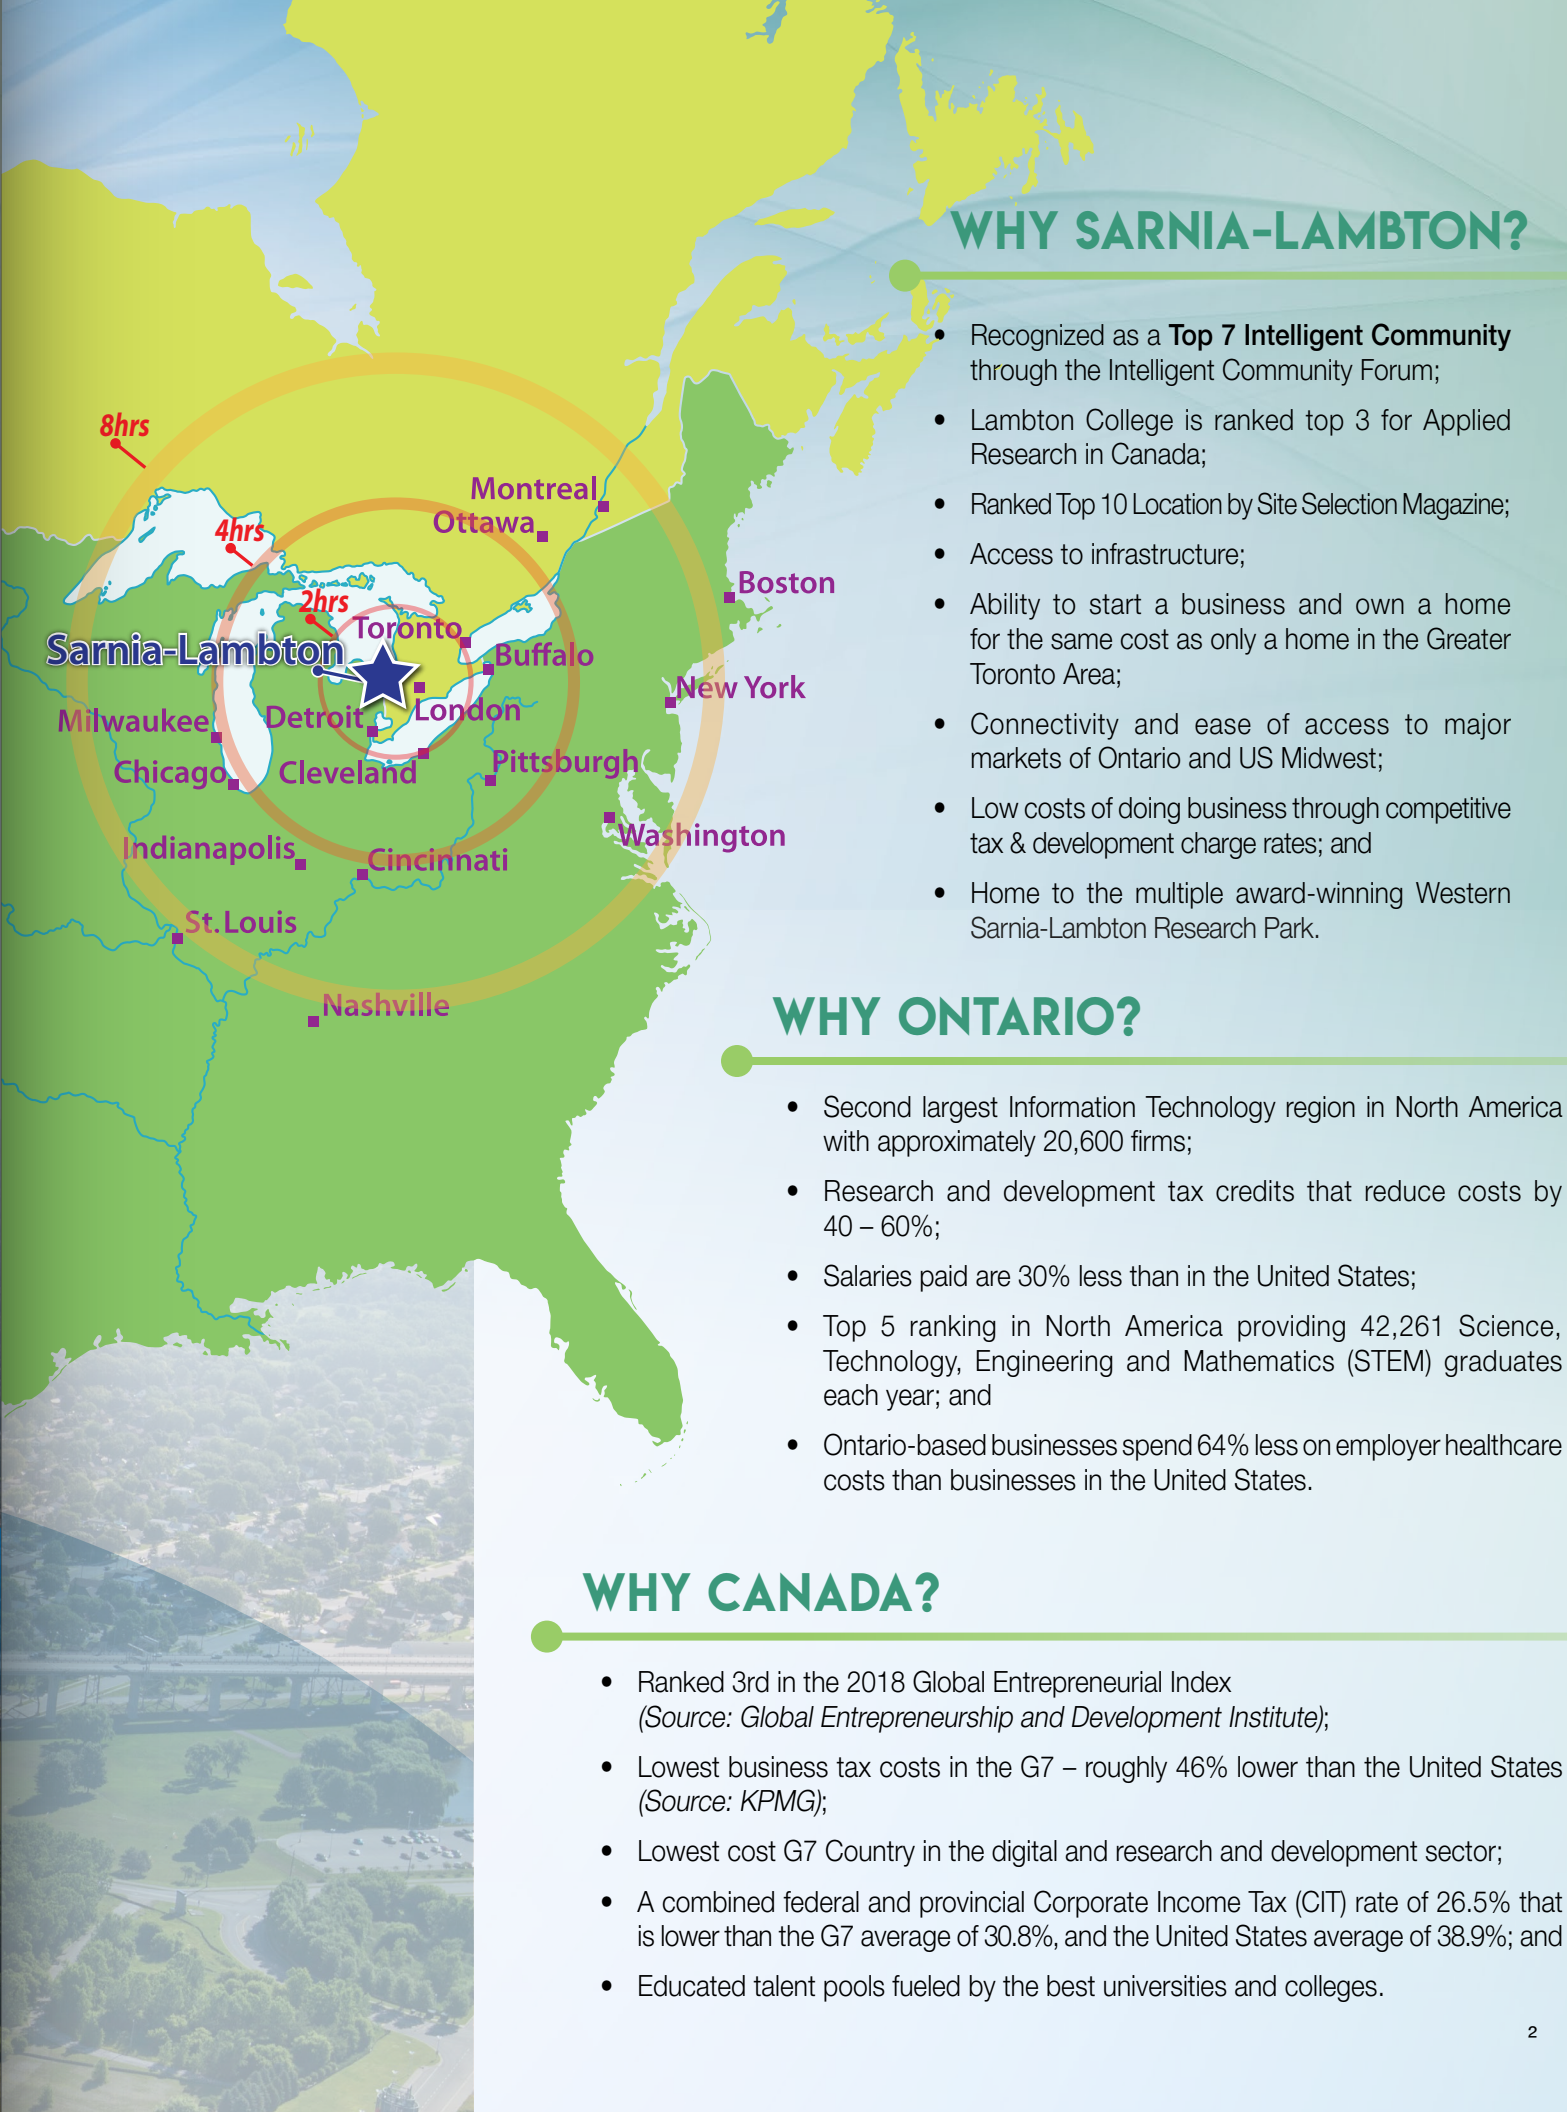 WHY SARNIA-LAMBTON?
• Recognized as a Top 7 Intelligent Community
through the Intelligent Community Forum;
• Lambton College is ranked top 3 for Applied
Research in Canada;
• Ranked Top 10 Location by Site Selection Magazine;
• Access to infrastructure;
• Ability to start a business and own a home
for the same cost as only a home in the Greater
Toronto Area;
• Connectivity and ease of access to major
markets of Ontario and US Midwest;
• Low costs of doing business through competitive
tax & development charge rates; and
• Home to the multiple award-winning Western
Sarnia-Lambton Research Park.
8hrs
4hrs
2hrs
Montreal
Ottawa
Boston
Toronto
Sarnia-Lambton
Buffalo
New York
London
Detroit
Milwaukee
Pittsburgh
Chicago
Cleveland
Washington
Indianapolis
Cincinnati
St. Louis
Nashville
WHY ONTARIO?
• Second largest Information Technology region in North America
with approximately 20,600 firms;
• Research and development tax credits that reduce costs by
40 – 60%;
• Salaries paid are 30% less than in the United States;
• Top 5 ranking in North America providing 42,261 Science,
Technology, Engineering and Mathematics (STEM) graduates
each year; and
• Ontario-based businesses spend 64% less on employer healthcare
costs than businesses in the United States.
WHY CANADA?
• Ranked 3rd in the 2018 Global Entrepreneurial Index
(Source: Global Entrepreneurship and Development Institute);
• Lowest business tax costs in the G7 – roughly 46% lower than the United States
(Source: KPMG);
• Lowest cost G7 Country in the digital and research and development sector;
• A combined federal and provincial Corporate Income Tax (CIT) rate of 26.5% that
is lower than the G7 average of 30.8%, and the United States average of 38.9%; and
• Educated talent pools fueled by the best universities and colleges.
2